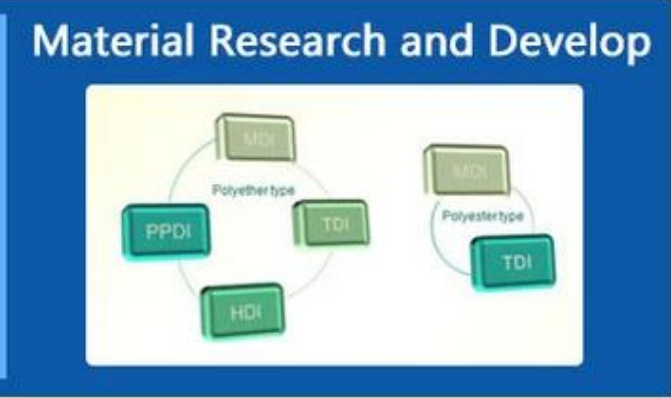 Material Research and Develop
MDI
Polyether type
PPDI
TDI
HDI
MDI
Polyester type
TDI